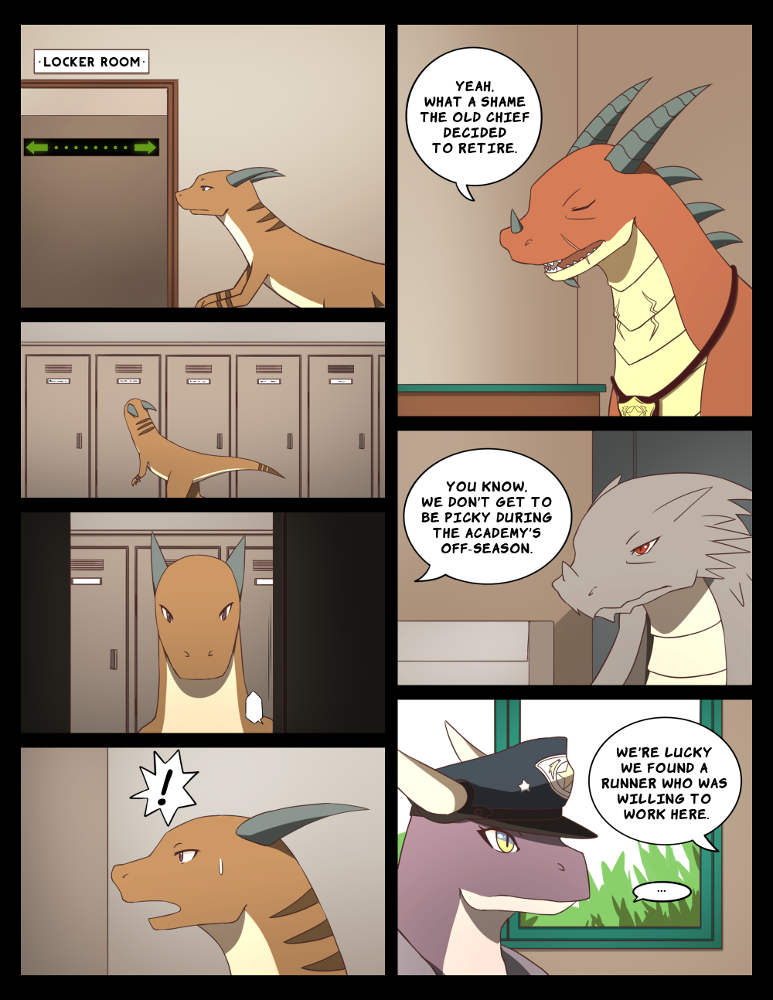 ·LOCKER ROOM·
!
YEAH,
WHAT A SHAME
THE OLD CHIEF
DECIDED
TO RETIRE.
YOU KNOW,
WE DON'T GET TO
BE PICKY DURING
THE ACADEMY'S
OFF-SEASON.
WE'RE LUCKY
WE FOUND A
RUNNER WHO WAS
WILLING TO
WORK HERE.
...